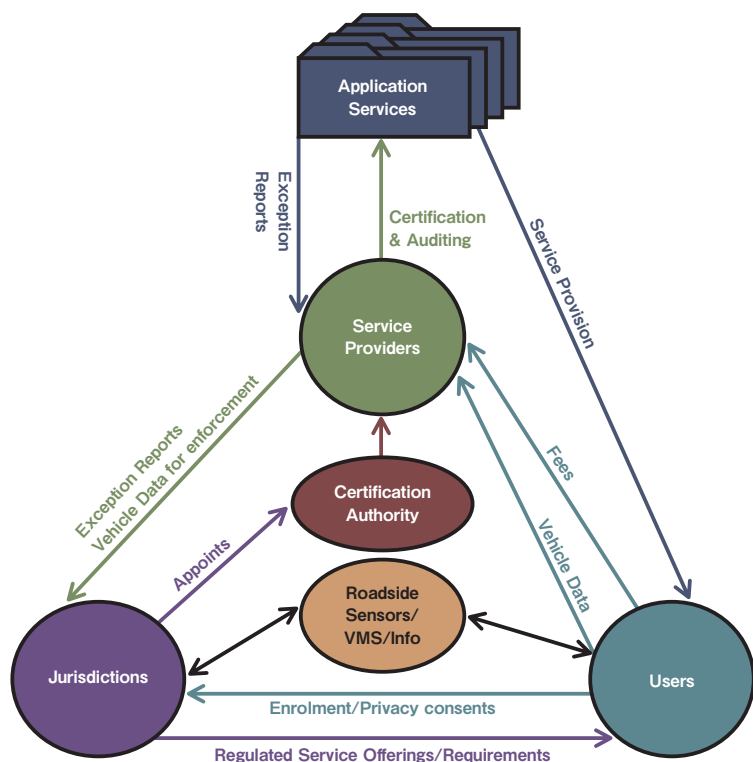 Application
Services
Exception
Reports
Certification
& Auditing
Service Provision
Service
Providers
Exception Reports
Vehicle Data for enforcement
Fees
Certification
Authority
Vehicle Data
Appoints
Roadside
Sensors/
VMS/Info
Jurisdictions
Users
Enrolment/Privacy consents
Regulated Service Offerings/Requirements